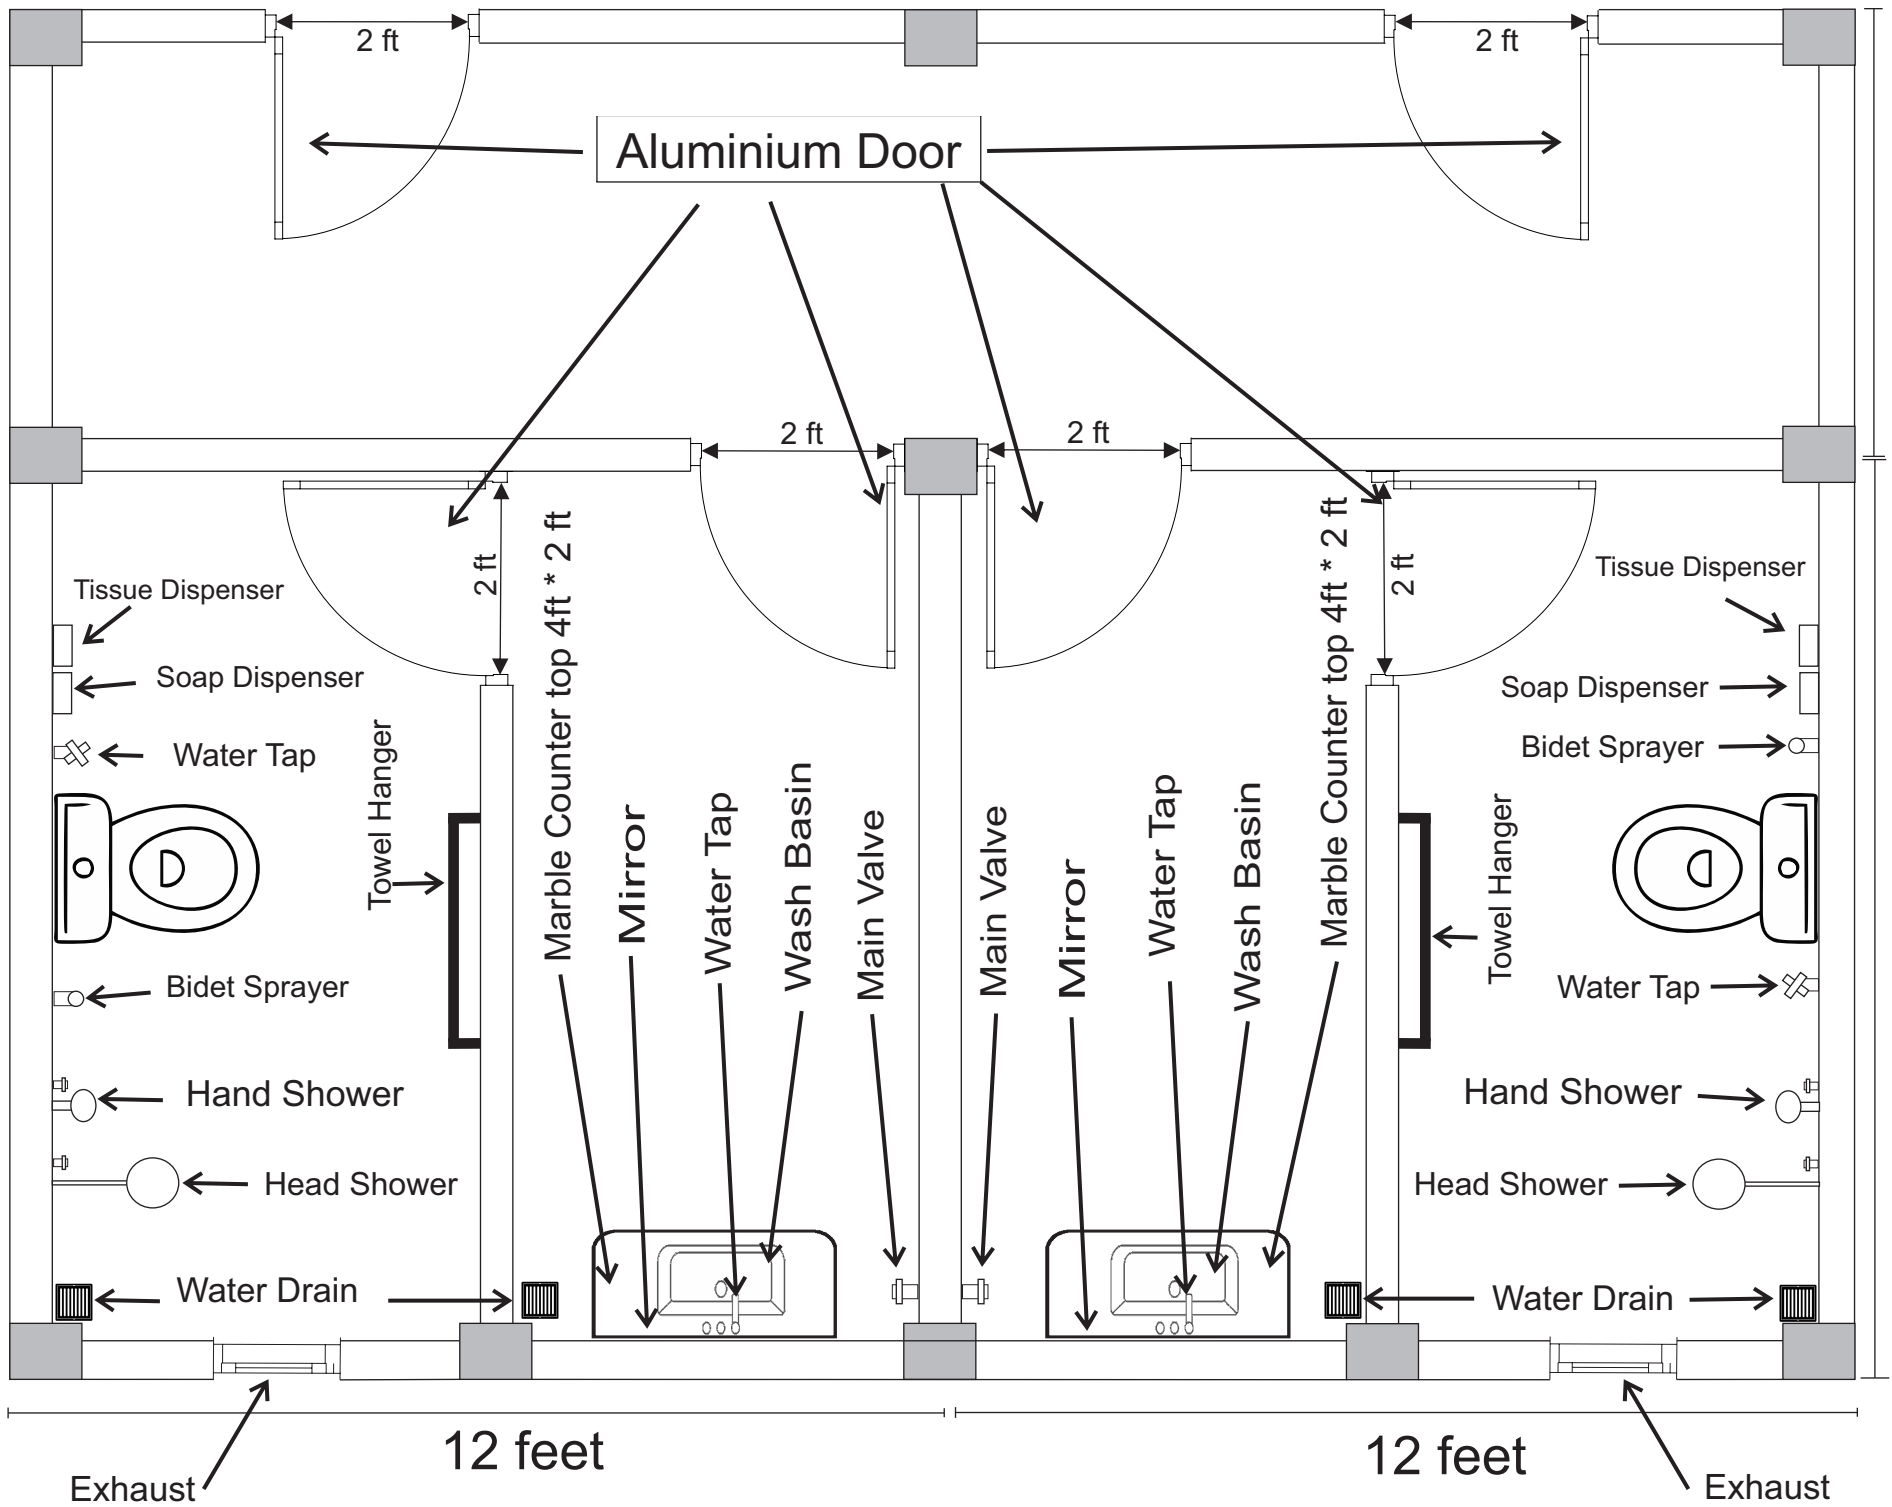 2 ft
2 ft
Aluminium Door
2 ft
2 ft
2 ft
2 ft
Tissue Dispenser
Tissue Dispenser
Soap Dispenser
Soap Dispenser
Water Tap
Bidet Sprayer
Towel Hanger
Marble Counter top 4ft * 2 ft
Mirror
Water Tap
Wash Basin
Main Valve
Main Valve
Mirror
Water Tap
Wash Basin
Marble Counter top 4ft * 2 ft
Towel Hanger
Bidet Sprayer
Water Tap
Hand Shower
Hand Shower
Head Shower
Head Shower
Water Drain
Water Drain
12 feet
12 feet
Exhaust
Exhaust